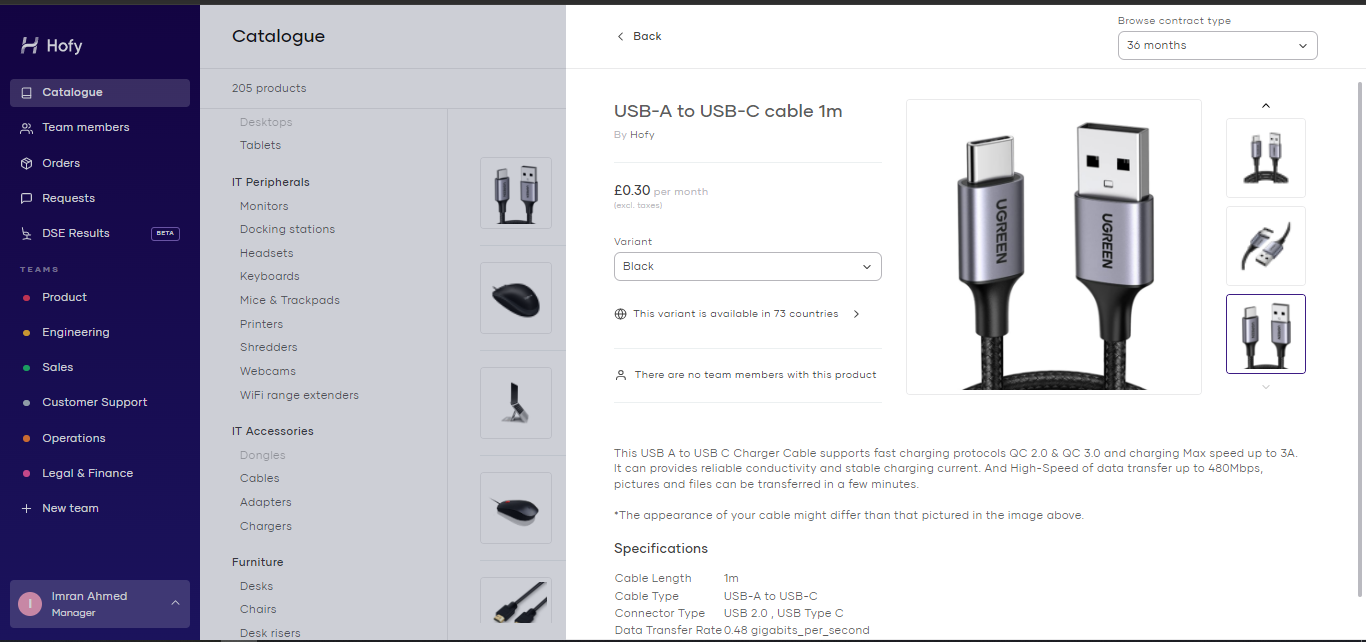 Hofy
Catalogue
Team members
Orders
Requests
DSE Results BETA
TEAMS
Product
Engineering
Sales
Customer Support
Operations
Legal & Finance
New team
I
Imran Ahmed
Manager
Catalogue
205 products
Desktops
Tablets
IT Peripherals
Monitors
Docking stations
Headsets
Keyboards
Mice & Trackpads
Printers
Shredders
Webcams
WiFi range extenders
IT Accessories
Dongles
Cables
Adapters
Chargers
Furniture
Desks
Chairs
Desk risers
Back
Browse contract type
36 months
USB-A to USB-C cable 1m
By Hofy
£0.30 per month
(excl. taxes)
Variant
Black
This variant is available in 73 countries
There are no team members with this product
UGREEN
UGREEN
This USB A to USB C Charger Cable supports fast charging protocols QC 2.0 & QC 3.0 and charging Max speed up to 3A.
It can provides reliable conductivity and stable charging current. And High-Speed of data transfer up to 480Mbps,
pictures and files can be transferred in a few minutes.
*The appearance of your cable might differ than that pictured in the image above.
Specifications
Cable Length 1m
Cable Type USB-A to USB-C
Connector Type USB 2.0 , USB Type C
Data Transfer Rate 0.48 gigabits_per_second